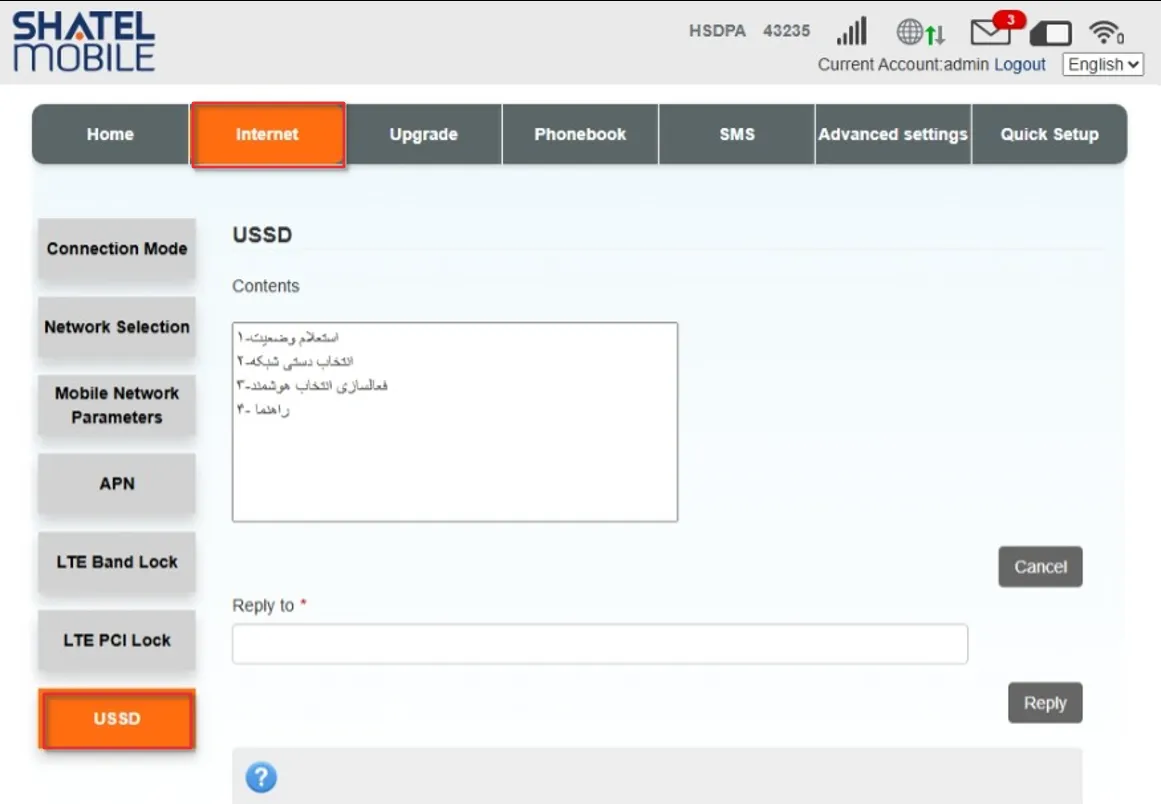 SHATEL
MOBILE
HSDPA 43235
3
0
Current Account:admin Logout English
Home Internet Upgrade Phonebook SMS Advanced settings Quick Setup
Connection Mode
Network Selection
Mobile Network
Parameters
APN
LTE Band Lock
LTE PCI Lock
USSD
USSD
Contents
۱-استعلام وضعیت
۲-انتخاب دستی شبکه
۳-فعالسازی انتخاب هوشمند
۴- راهنما
Cancel
Reply to *
Reply
?